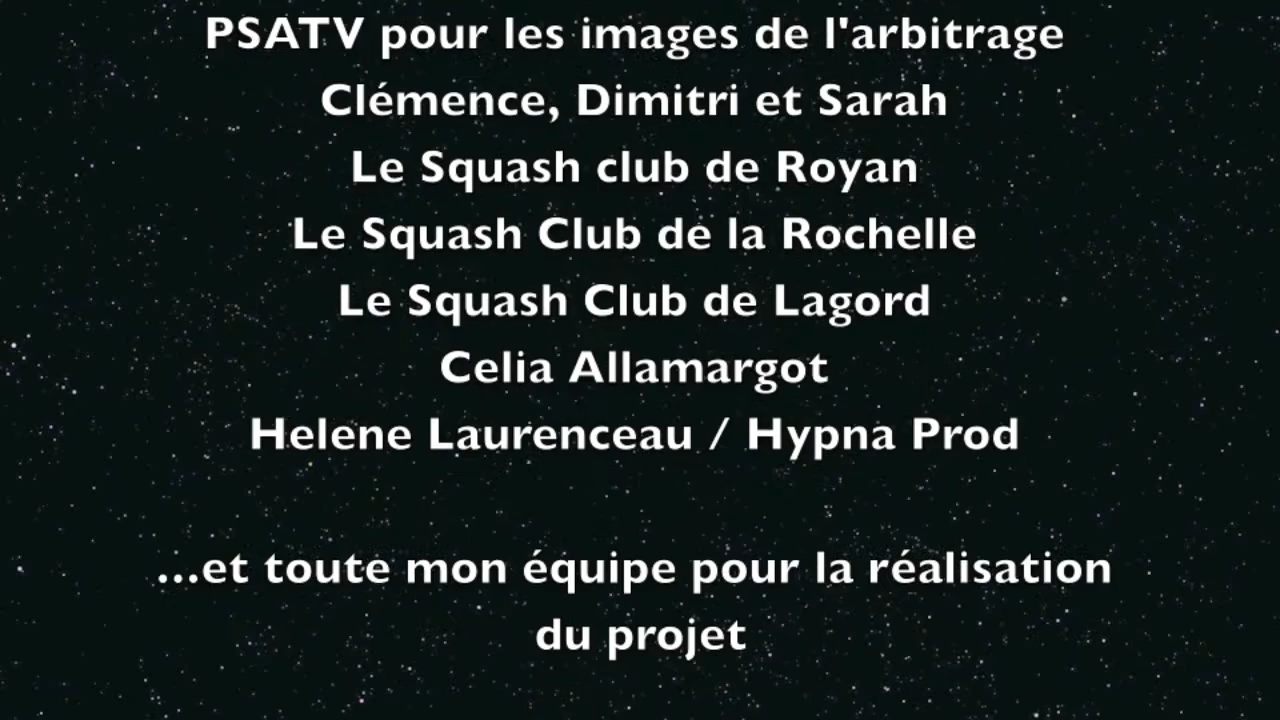 PSATV pour les images de l'arbitrage
Clémence, Dimitri et Sarah
Le Squash club de Royan
Le Squash Club de la Rochelle
Le Squash Club de Lagord
Celia Allamargot
Helene Laurenceau / Hypna Prod
...et toute mon équipe pour la réalisation
du projet